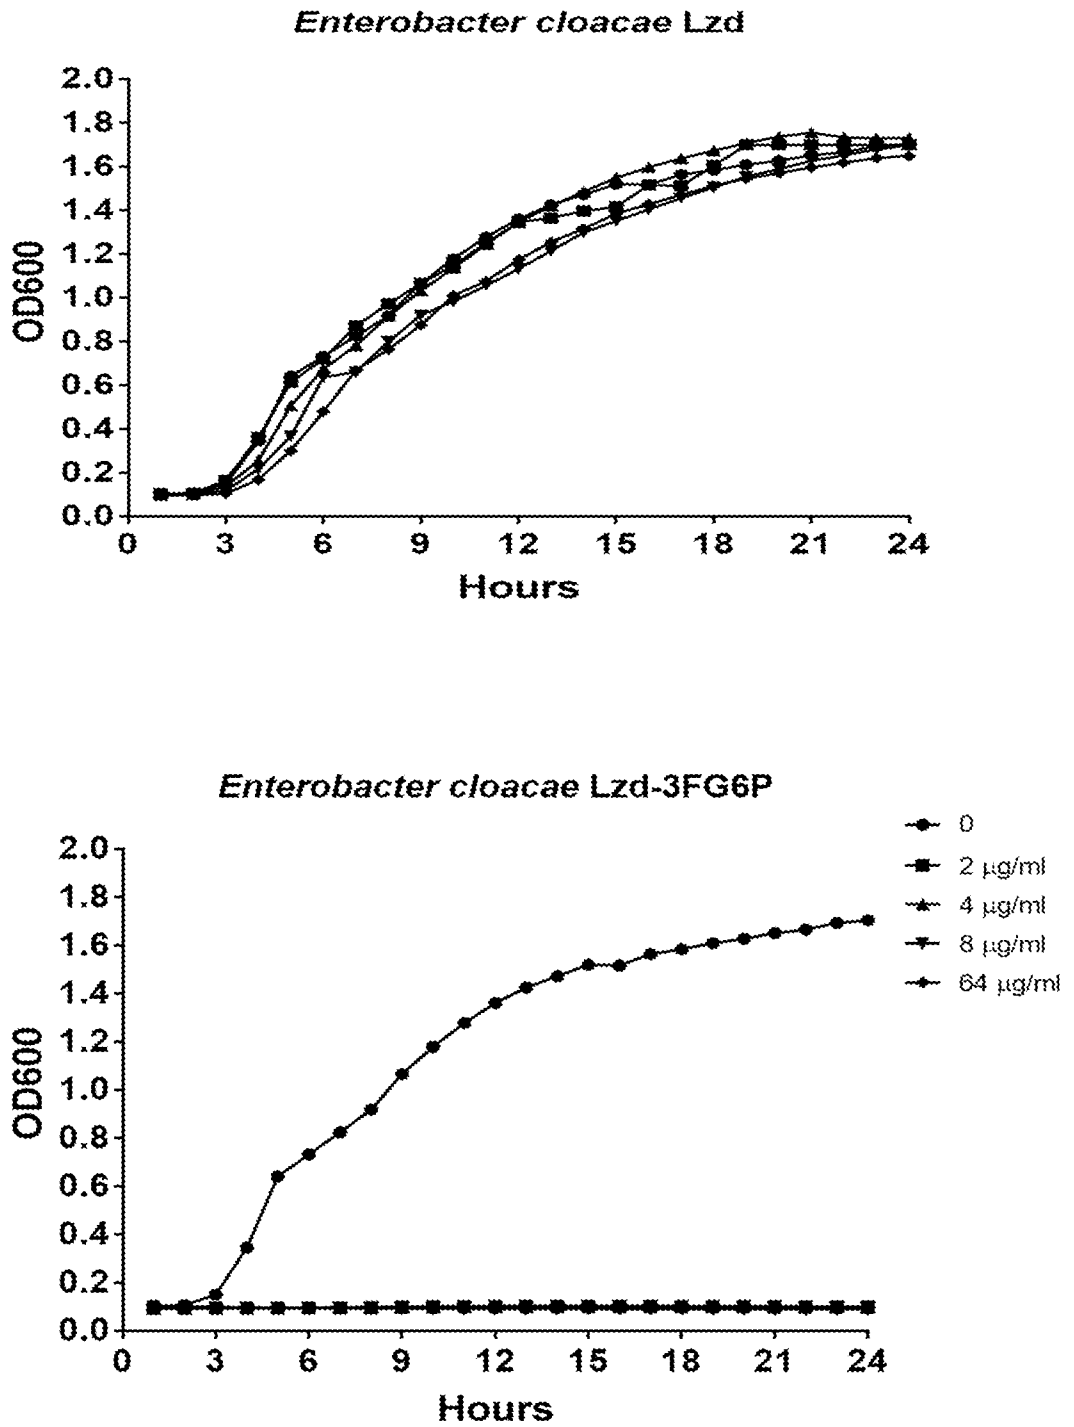 Enterobacter cloacae Lzd
2.0
1.8
1.6
1.4
1.2
1.0
0.8
0.6
0.4
0.2
0.0
OD600
0 3 6 9 12 15 18 21 24
Hours
Enterobacter cloacae Lzd-3FG6P
0
2 µg/ml
4 µg/ml
8 µg/ml
64 µg/ml
2.0
1.8
1.6
1.4
1.2
1.0
0.8
0.6
0.4
0.2
0.0
OD600
0 3 6 9 12 15 18 21 24
Hours